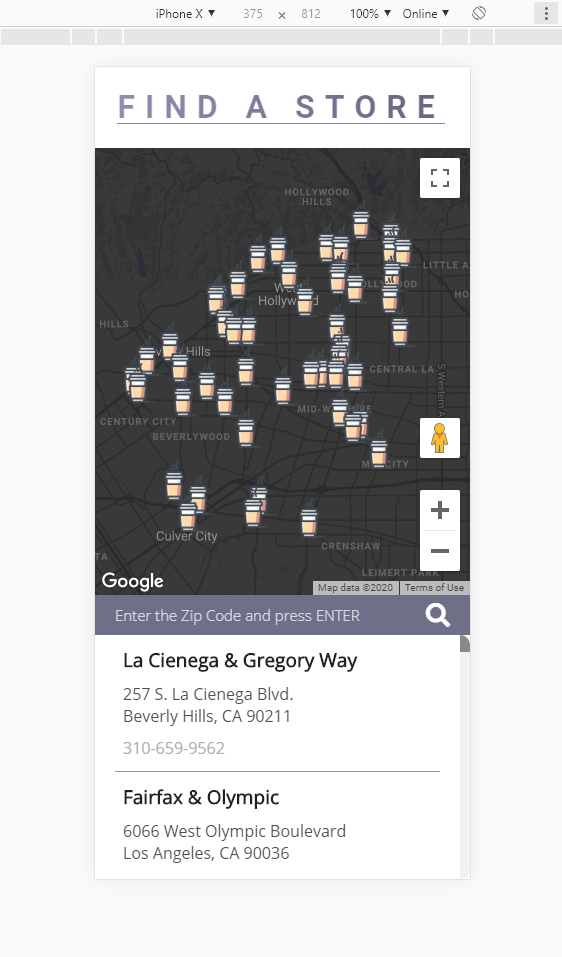 iPhone X ▼ 375 × 812 100% ▼ Online ▼
FIND A STORE
HOLLYWOOD
HILLS
LITTLE A
HO
West
Hollywood
HILLS
Hills
CENTRAL LA
S Western A
MID-W
CENTURY CITY
BEVERLYWOOD
CITY
Culver City
CRENSHAW
TA
LEIMERT PARK
Google
Map data ©2020 Terms of Use
Enter the Zip Code and press ENTER
La Cienega & Gregory Way
257 S. La Cienega Blvd.
Beverly Hills, CA 90211
310-659-9562
Fairfax & Olympic
6066 West Olympic Boulevard
Los Angeles, CA 90036